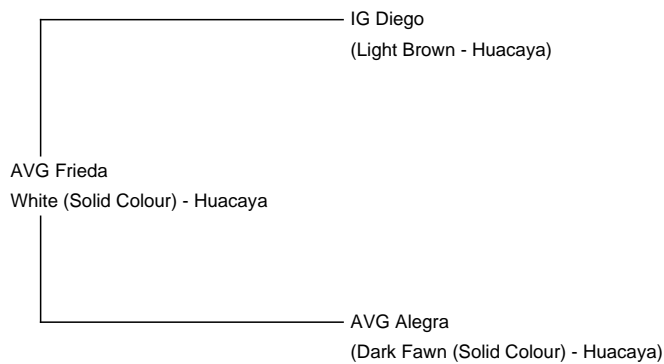 IG Diego
(Light Brown - Huacaya)
AVG Frieda
White (Solid Colour) - Huacaya
AVG Alegra
(Dark Fawn (Solid Colour) - Huacaya)